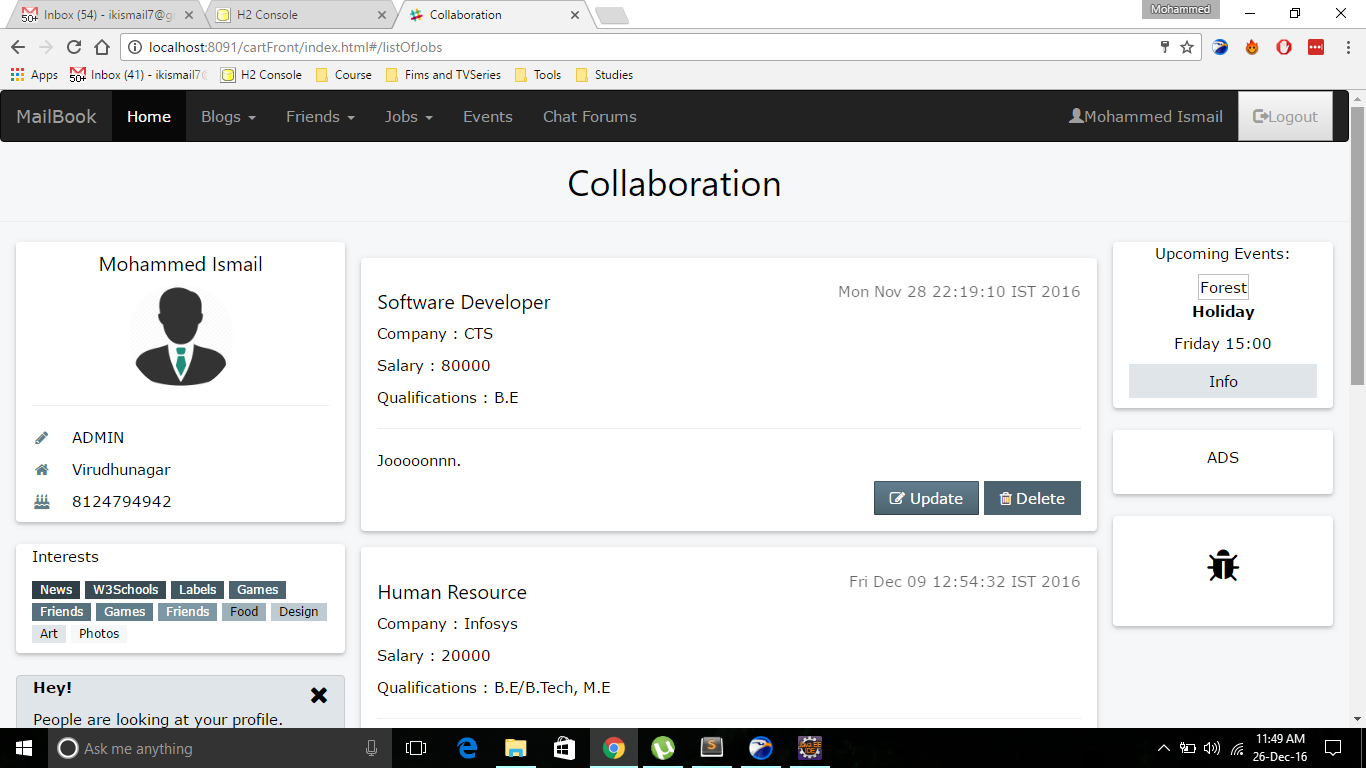 Mohammed
50+ Inbox (54) - ikismail7@g
H2 Console
Collaboration
localhost:8091/cartFront/index.html#/listOfJobs
Apps
50+ Inbox (41) - ikismail7@
H2 Console
Course
Fims and TVSeries
Tools
Studies
MailBook Home Blogs Friends Jobs Events Chat Forums Mohammed Ismail Logout
Collaboration
Mohammed Ismail
ADMIN
Virudhunagar
8124794942
Interests
News W3Schools Labels Games
Friends Games Friends Food Design
Art Photos
Hey!
People are looking at your profile.
Software Developer
Mon Nov 28 22:19:10 IST 2016
Company : CTS
Salary : 80000
Qualifications : B.E
Jooooonnn.
Update Delete
Human Resource
Fri Dec 09 12:54:32 IST 2016
Company : Infosys
Salary : 20000
Qualifications : B.E/B.Tech, M.E
Upcoming Events:
Forest
Holiday
Friday 15:00
Info
ADS
Ask me anything
11:49 AM
26-Dec-16